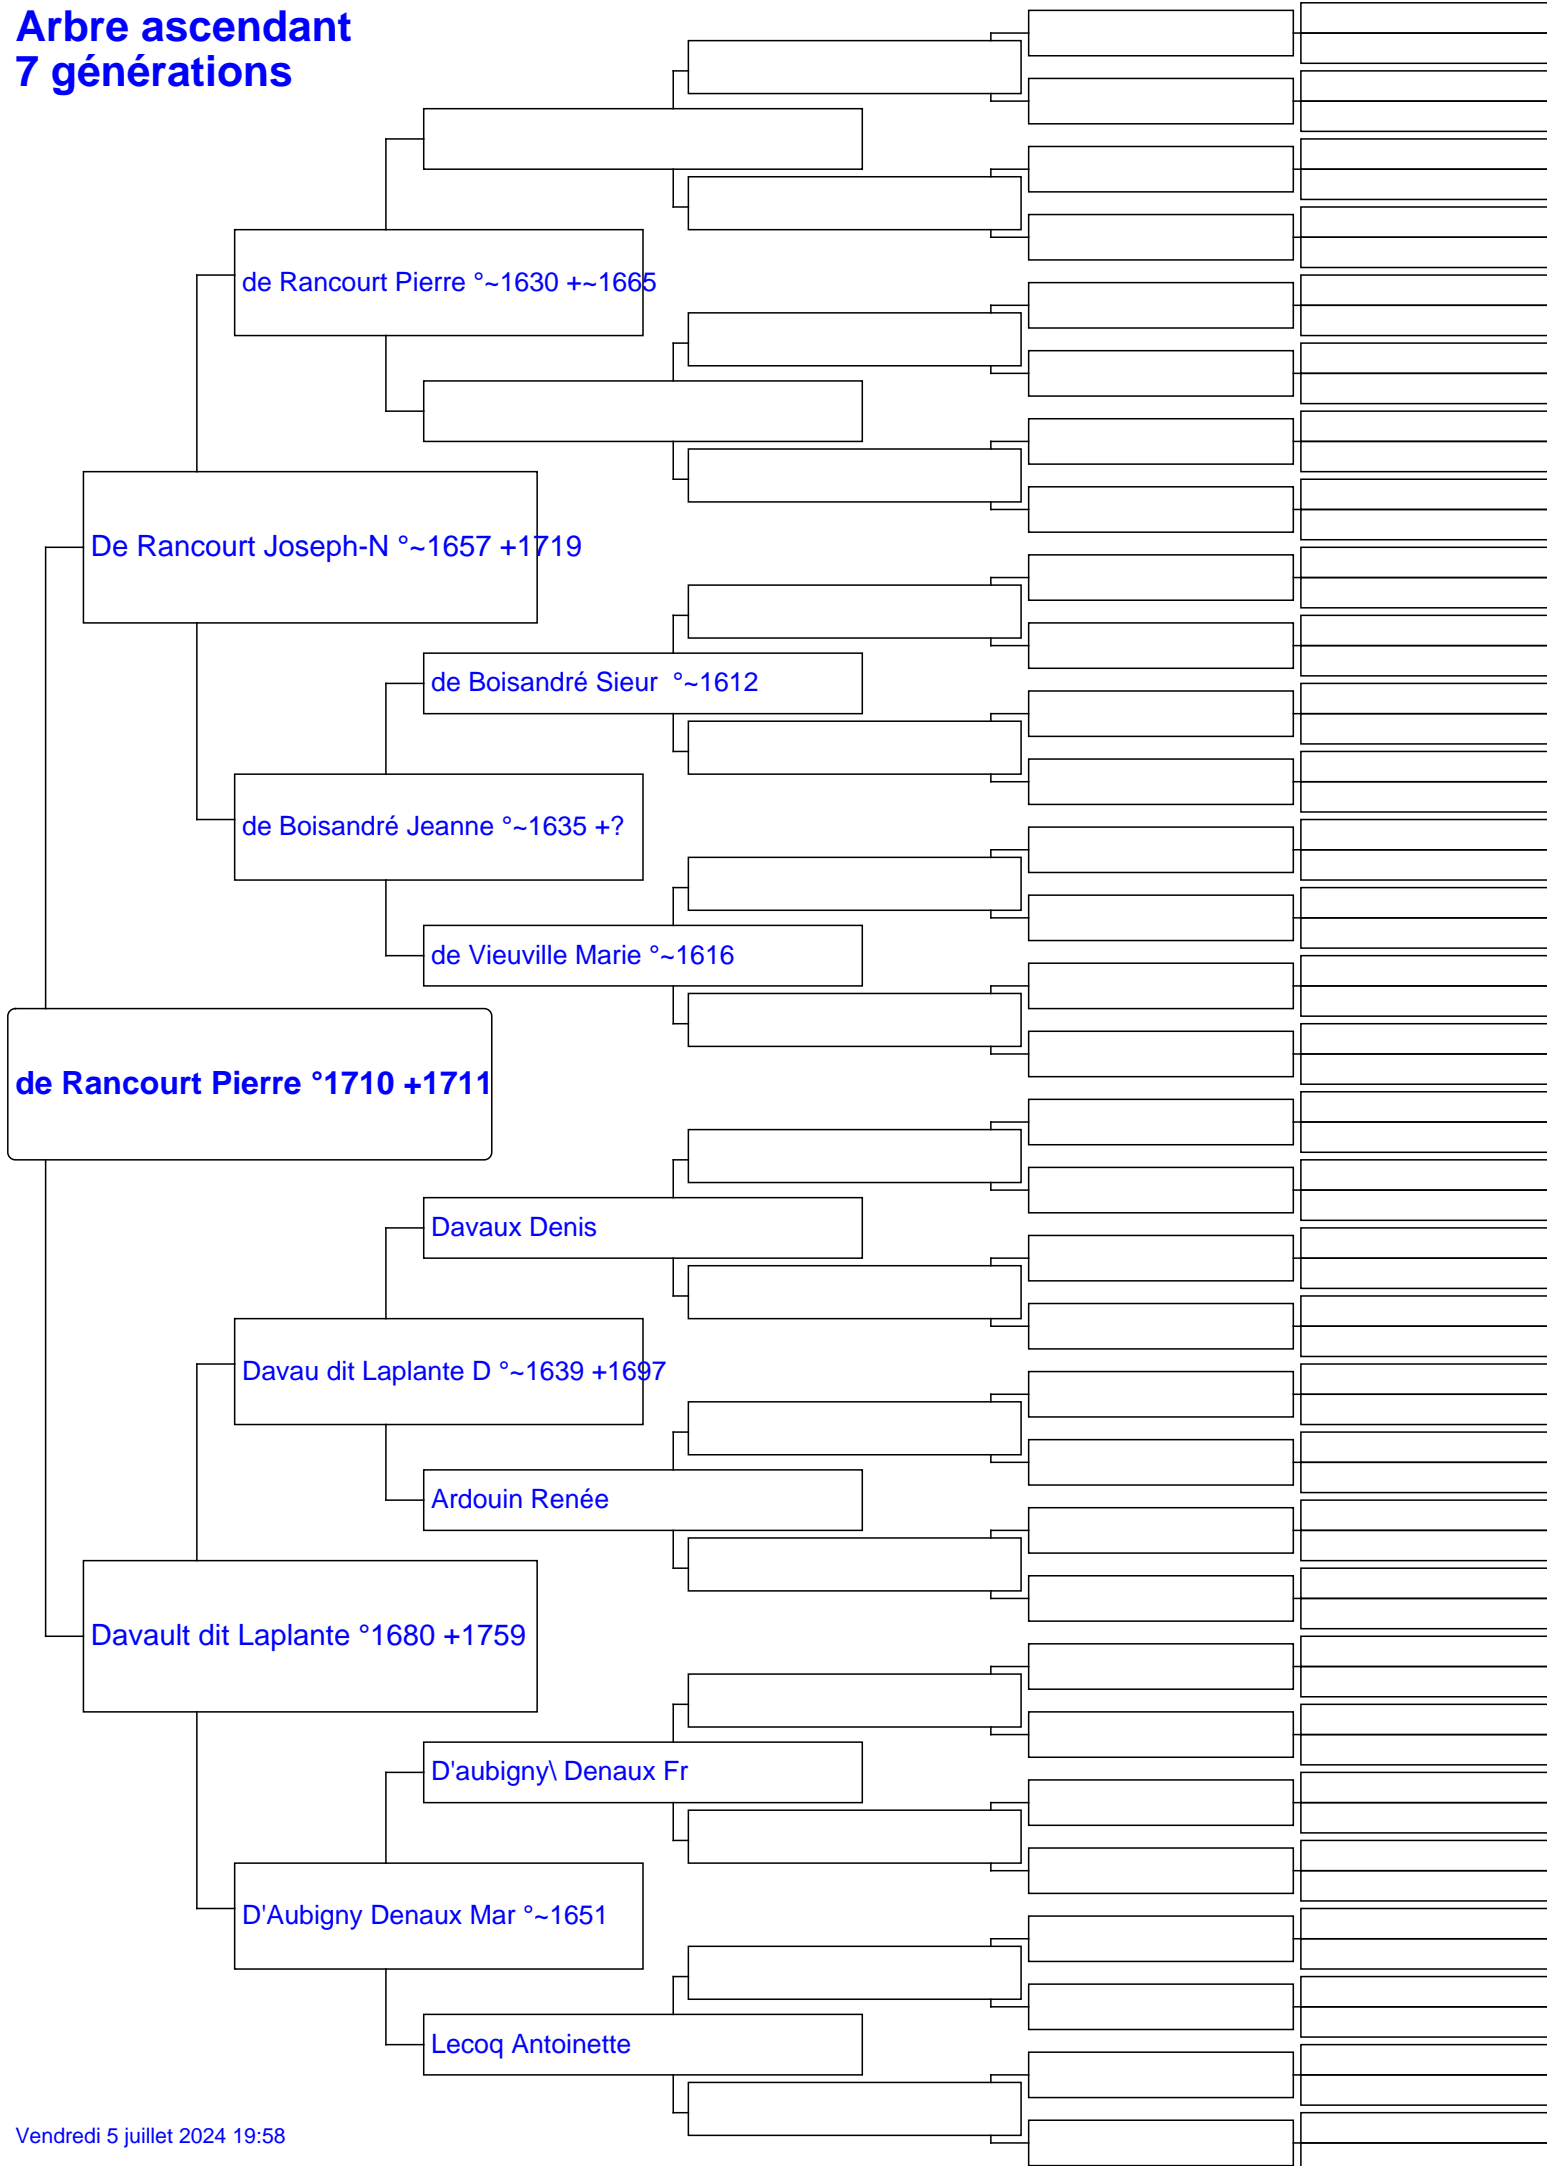 Arbre ascendant
7 générations
de Rancourt Pierre °~1630 +~1665
De Rancourt Joseph-N °~1657 +1719
de Boisandré Sieur  °~1612
de Boisandré Jeanne °~1635 +?
de Vieuville Marie °~1616
de Rancourt Pierre °1710 +1711
Davaux Denis
Davau dit Laplante D °~1639 +1697
Ardouin Renée
Davault dit Laplante °1680 +1759
D'aubigny\ Denaux Fr
D'Aubigny Denaux Mar °~1651
Lecoq Antoinette
Vendredi 5 juillet 2024 19:58